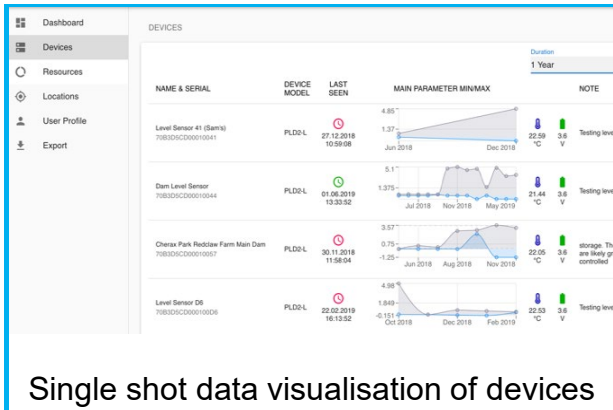 Dashboard
Devices
Resources
Locations
User Profile
Export
DEVICES
Duration
1 Year
NAME & SERIAL
DEVICE MODEL
LAST SEEN
MAIN PARAMETER MIN/MAX
NOTE
Level Sensor 41 (Sam's)
70B3D5CD00010041
PLD2-L
27.12.2018
10:59:08
4.85
1.37
Jun 2018 Dec 2018
22.59 °C
3.6 V
Testing leve
Dam Level Sensor
70B3D5CD00010044
PLD2-L
01.06.2019
13:33:52
5.1
1.375
Jul 2018 Nov 2018 May 2019
21.44 °C
3.6 V
Testing leve
Cherax Park Redclaw Farm Main Dam
70B3D5CD00010057
PLD2-L
30.11.2018
11:58:04
3.57
0.75
-1.25
Jun 2018 Aug 2018 Nov 2018
22.05 °C
3.6 V
storage. Th
are likely gr
controlled
Level Sensor D6
70B3D5CD000100D6
PLD2-L
22.02.2019
16:13:52
4.98
1.849
-0.151
Oct 2018 Dec 2018 Feb 2019
22.53 °C
3.6 V
Testing leve
Single shot data visualisation of devices